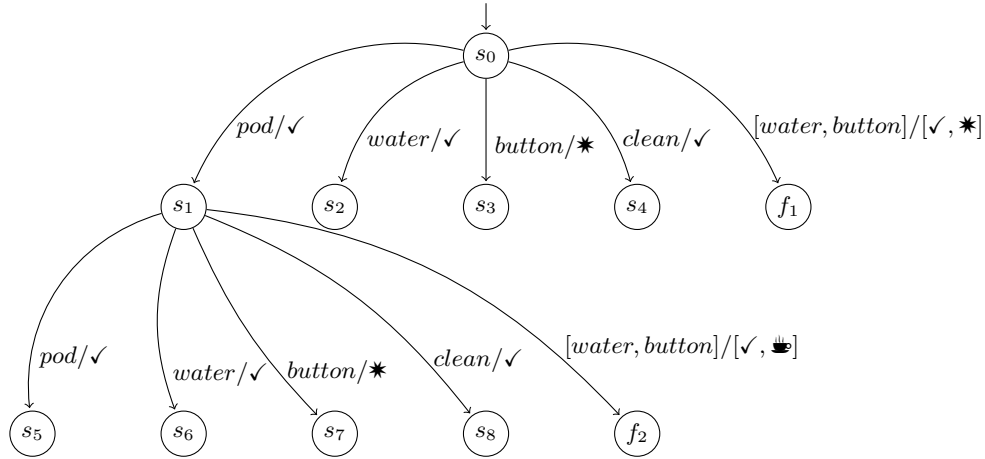 s0
pod/✓
water/✓
button/✷
clean/✓
[water, button]/[✓, ✷]
s1
s2
s3
s4
f1
pod/✓
water/✓
button/✷
clean/✓
[water, button]/[✓, ☕]
s5
s6
s7
s8
f2